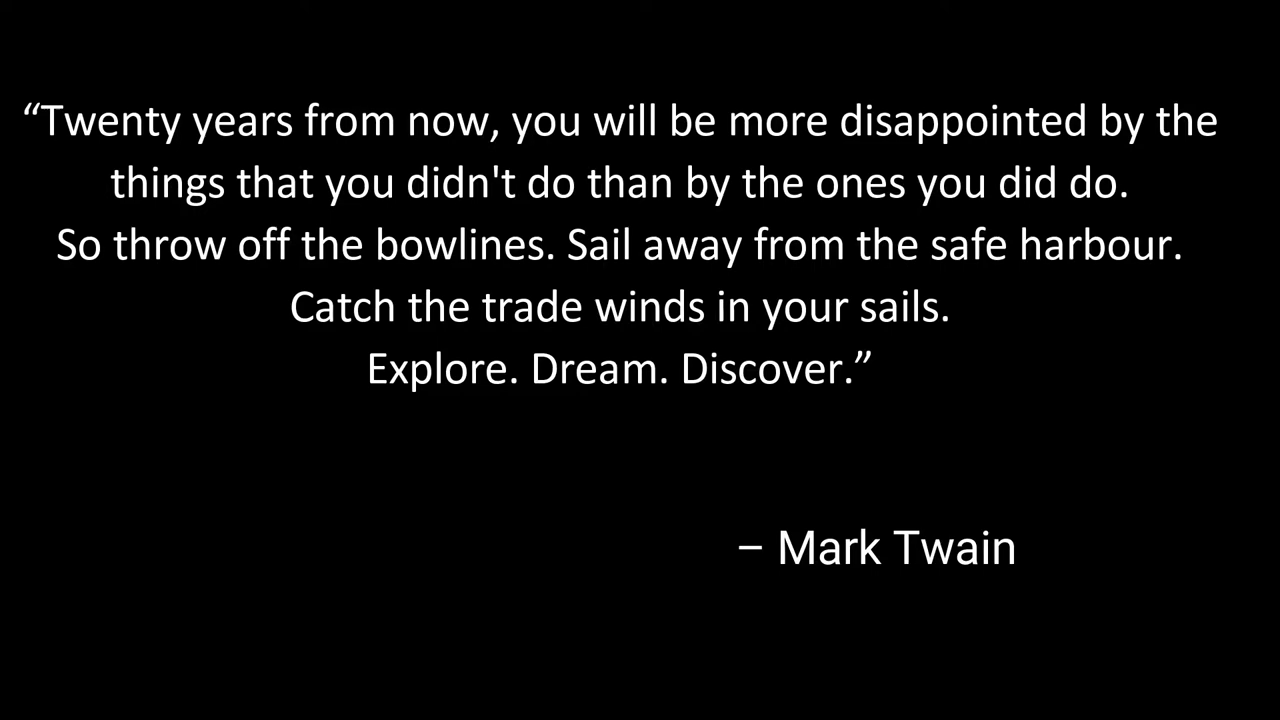 “Twenty years from now, you will be more disappointed by the
things that you didn't do than by the ones you did do.
So throw off the bowlines. Sail away from the safe harbour.
Catch the trade winds in your sails.
Explore. Dream. Discover.”
– Mark Twain